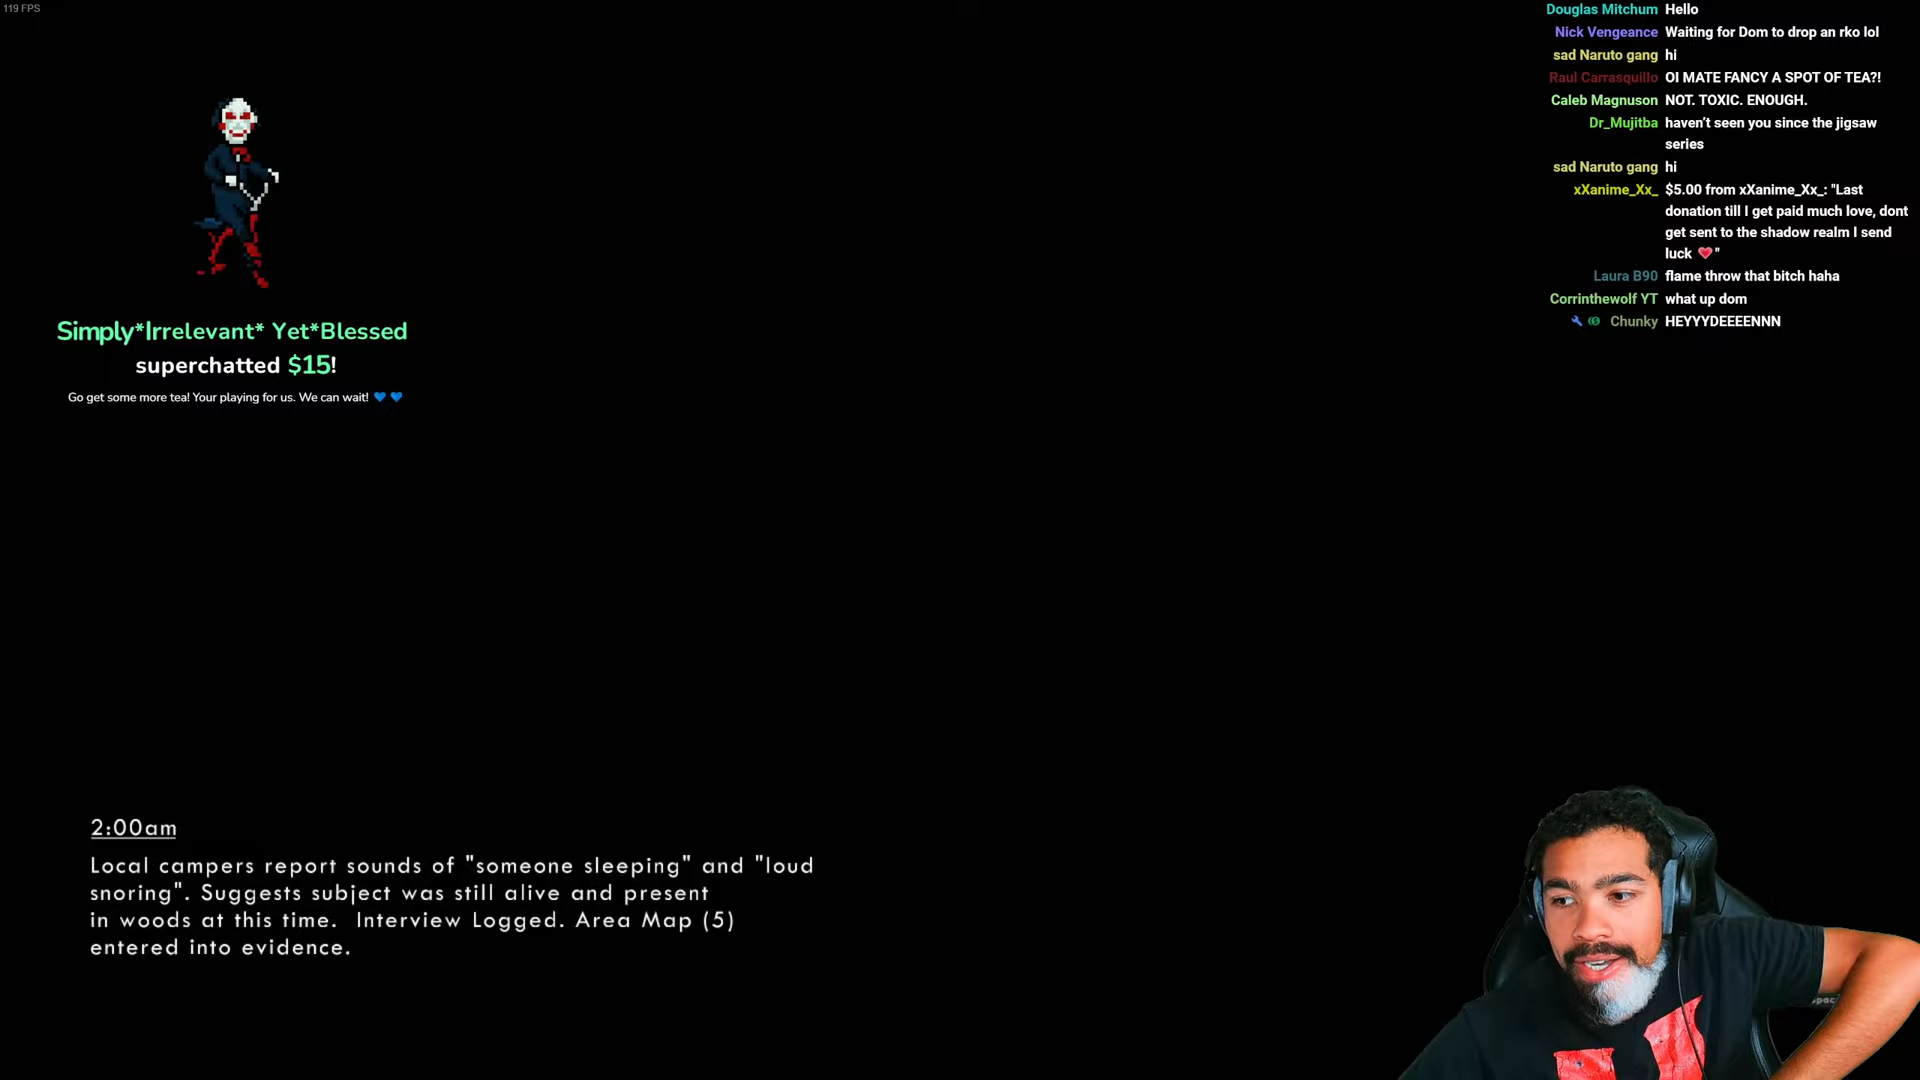 119 FPS
Simply*Irrelevant* Yet*Blessed
superchatted $15!
Go get some more tea! Your playing for us. We can wait! 💙 💙
Douglas Mitchum Hello
Nick Vengeance Waiting for Dom to drop an rko lol
sad Naruto gang hi
Raul Carrasquillo OI MATE FANCY A SPOT OF TEA?!
Caleb Magnuson NOT. TOXIC. ENOUGH.
Dr_Mujitba haven't seen you since the jigsaw
series
sad Naruto gang hi
xXanime_Xx_ $5.00 from xXanime_Xx_: "Last
donation till I get paid much love, dont
get sent to the shadow realm I send
luck ❤️"
Laura B90 flame throw that bitch haha
Corrinthewolf YT what up dom
Chunky HEYYYDEEEENNN
2:00am
Local campers report sounds of "someone sleeping" and "loud
snoring". Suggests subject was still alive and present
in woods at this time. Interview Logged. Area Map (5)
entered into evidence.